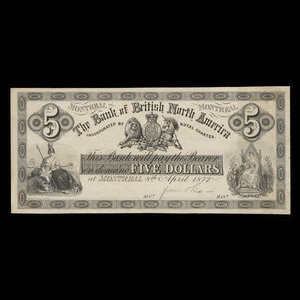 MONTREAL MONTREAL
5 The Bank of British North America 5
INCORPORATED BY ROYAL CHARTER
This Bank will pay the Bearer
on demand FIVE DOLLARS
at MONTREAL 8th April 1872